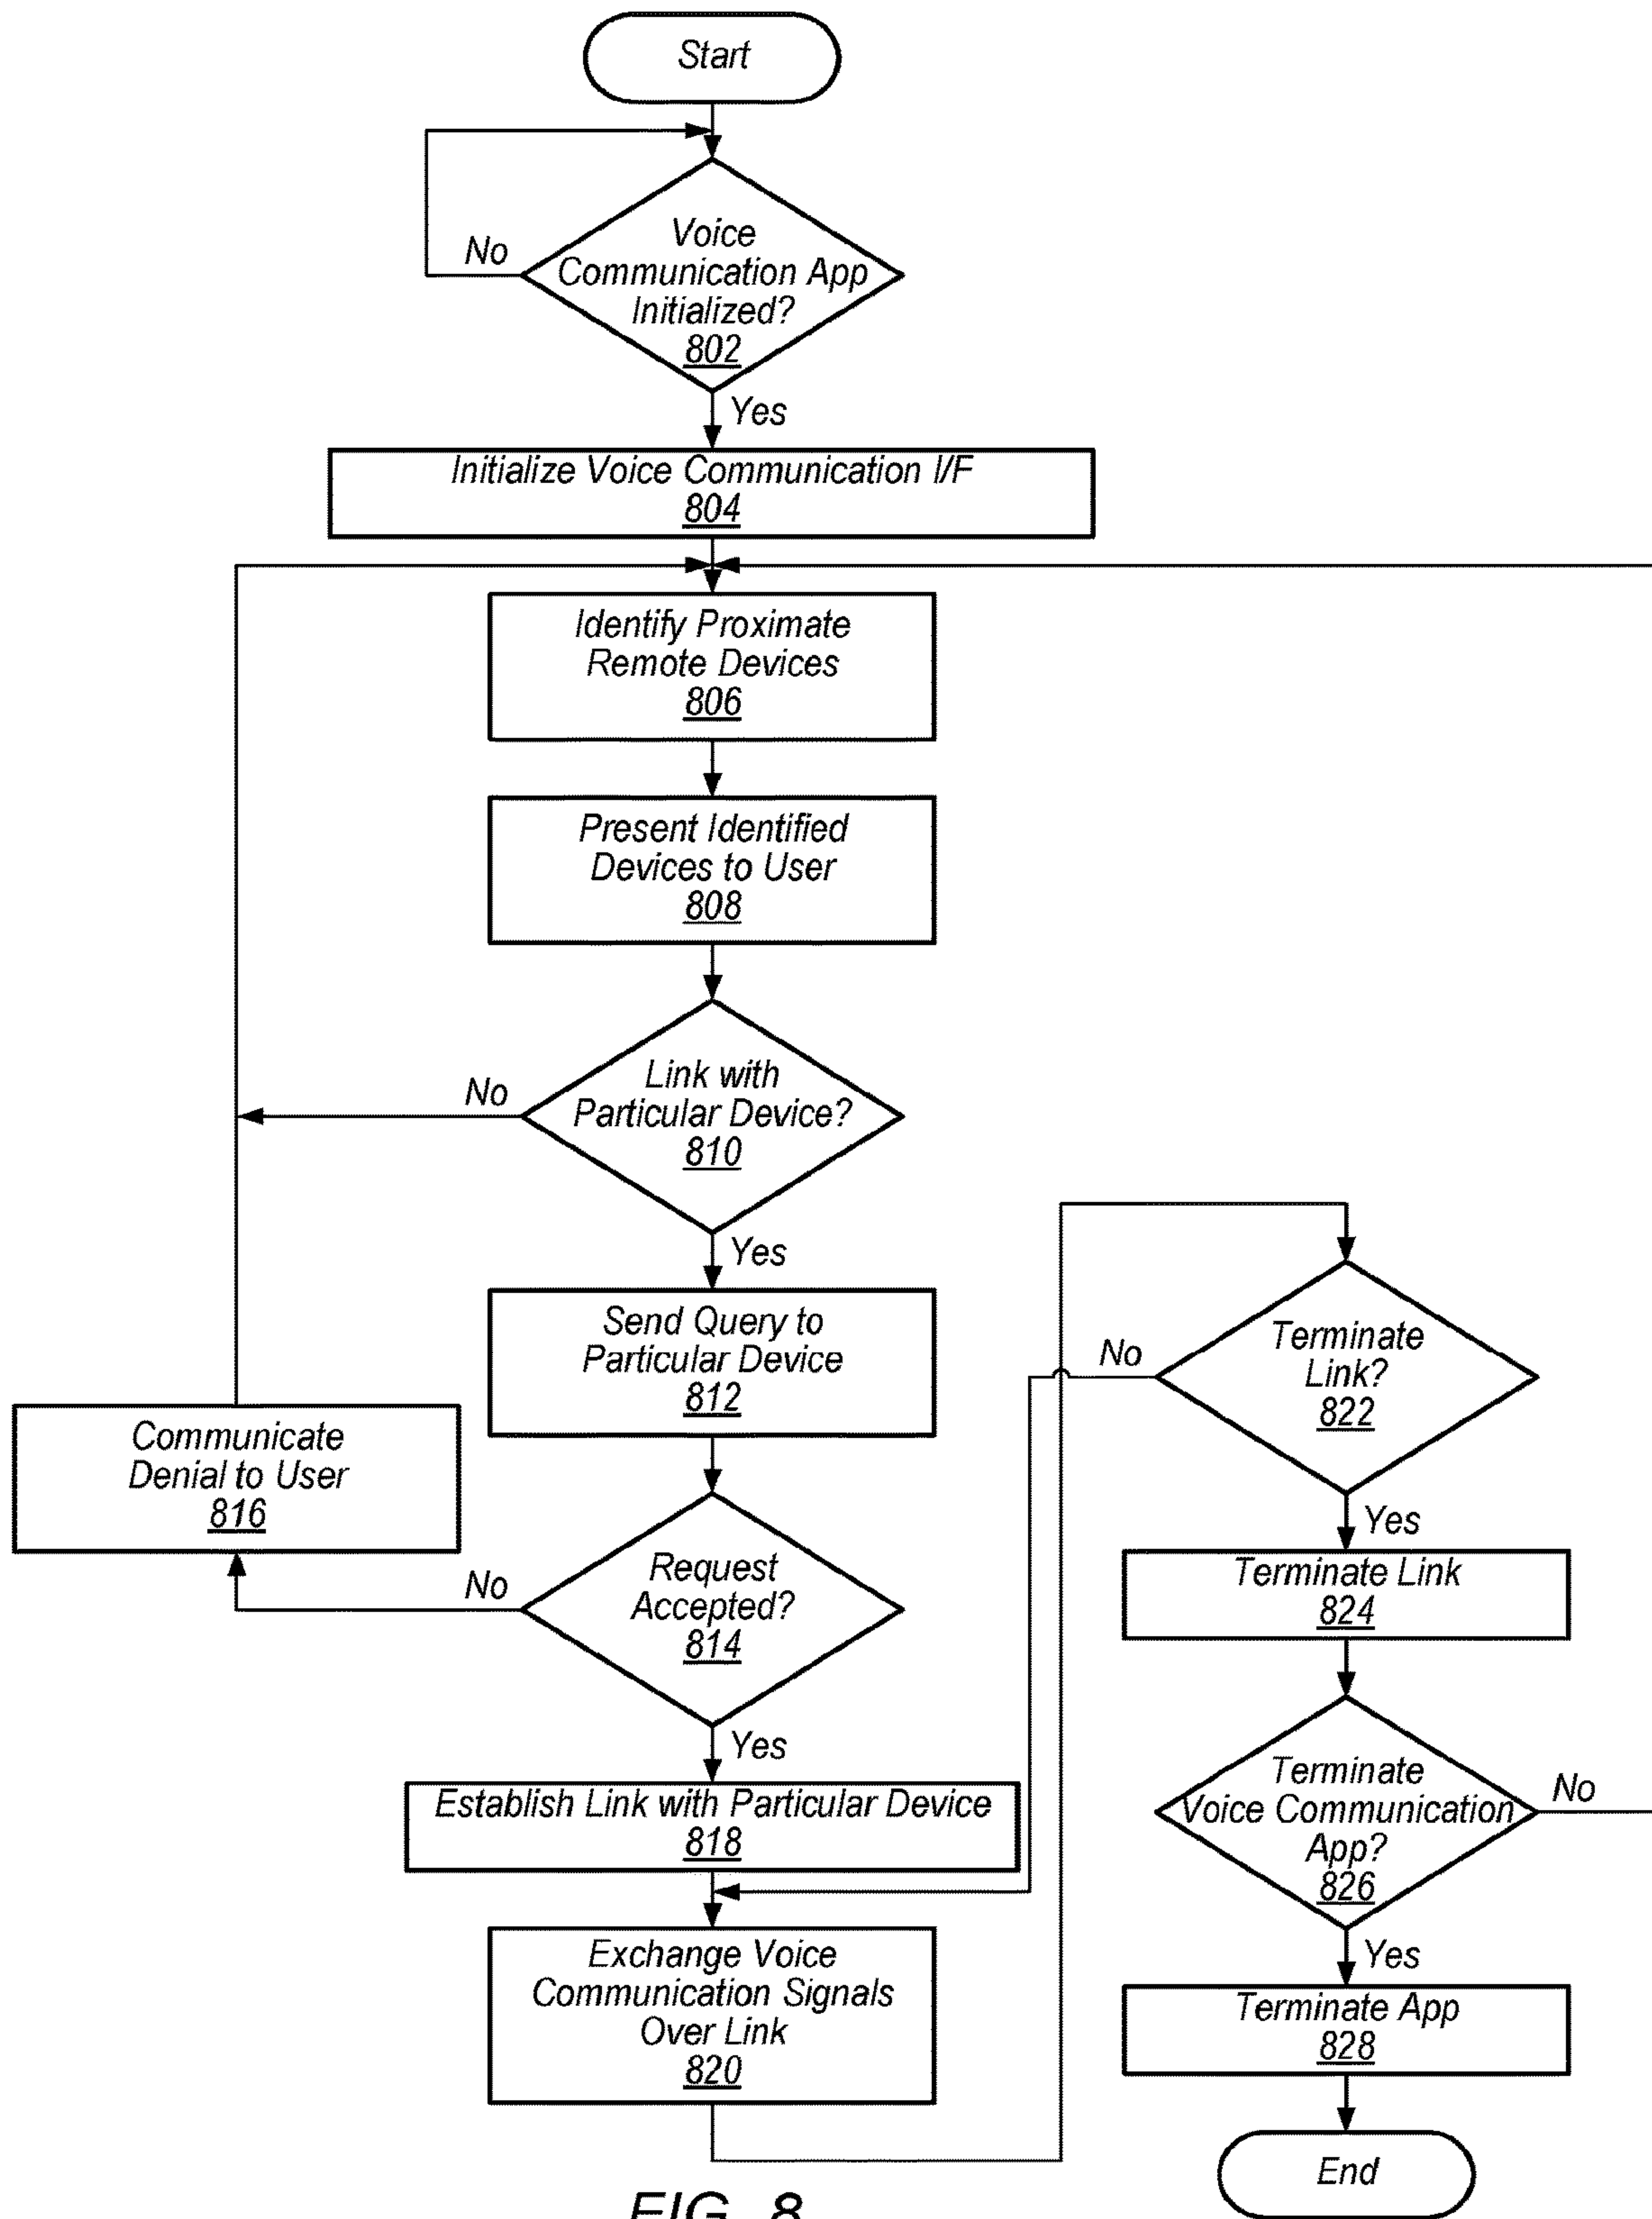 Start
Voice
Communication App
Initialized?
802
No
Yes
Initialize Voice Communication I/F
804
Identify Proximate
Remote Devices
806
Present Identified
Devices to User
808
Link with
Particular Device?
810
No
Yes
Send Query to
Particular Device
812
Communicate
Denial to User
816
Request
Accepted?
814
No
Yes
Establish Link with Particular Device
818
Exchange Voice
Communication Signals
Over Link
820
Terminate
Link?
822
No
Yes
Terminate Link
824
Terminate
Voice Communication
App?
826
No
Yes
Terminate App
828
End
FIG. 8